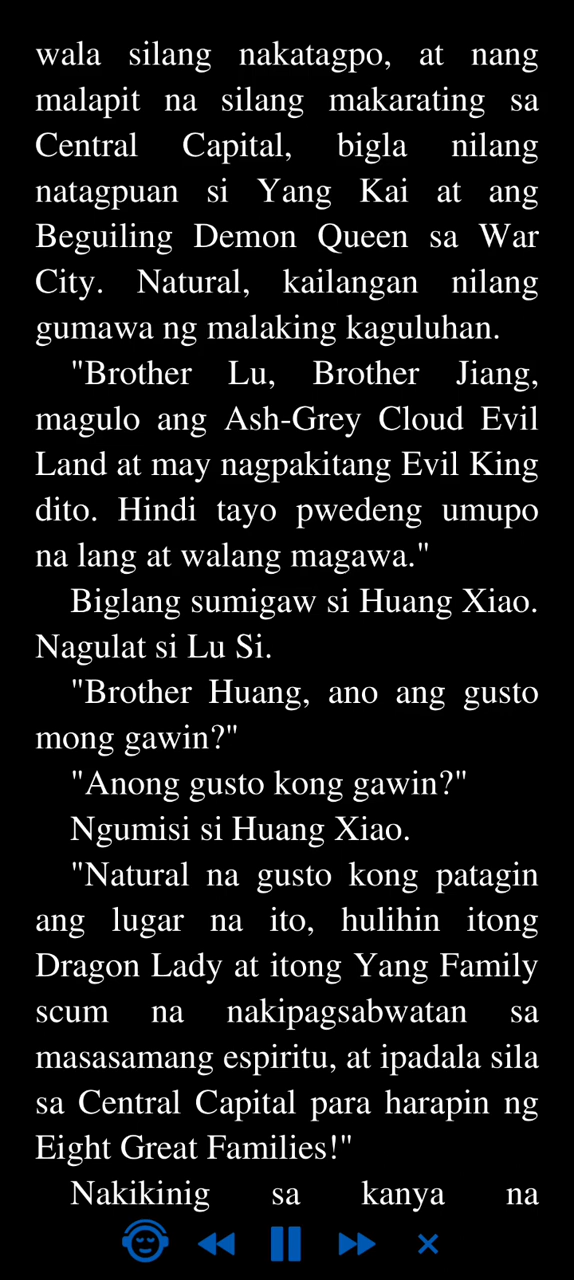 wala silang nakatagpo, at nang
malapit na silang makarating sa
Central Capital, bigla nilang
natagpuan si Yang Kai at ang
Beguiling Demon Queen sa War
City. Natural, kailangan nilang
gumawa ng malaking kaguluhan.
"Brother Lu, Brother Jiang,
magulo ang Ash-Grey Cloud Evil
Land at may nagpakitang Evil King
dito. Hindi tayo pwedeng umupo
na lang at walang magawa."
Biglang sumigaw si Huang Xiao.
Nagulat si Lu Si.
"Brother Huang, ano ang gusto
mong gawin?"
"Anong gusto kong gawin?"
Ngumisi si Huang Xiao.
"Natural na gusto kong patagin
ang lugar na ito, hulihin itong
Dragon Lady at itong Yang Family
scum na nakipagsabwatan sa
masasamang espiritu, at ipadala sila
sa Central Capital para harapin ng
Eight Great Families!"
Nakikinig sa kanya na